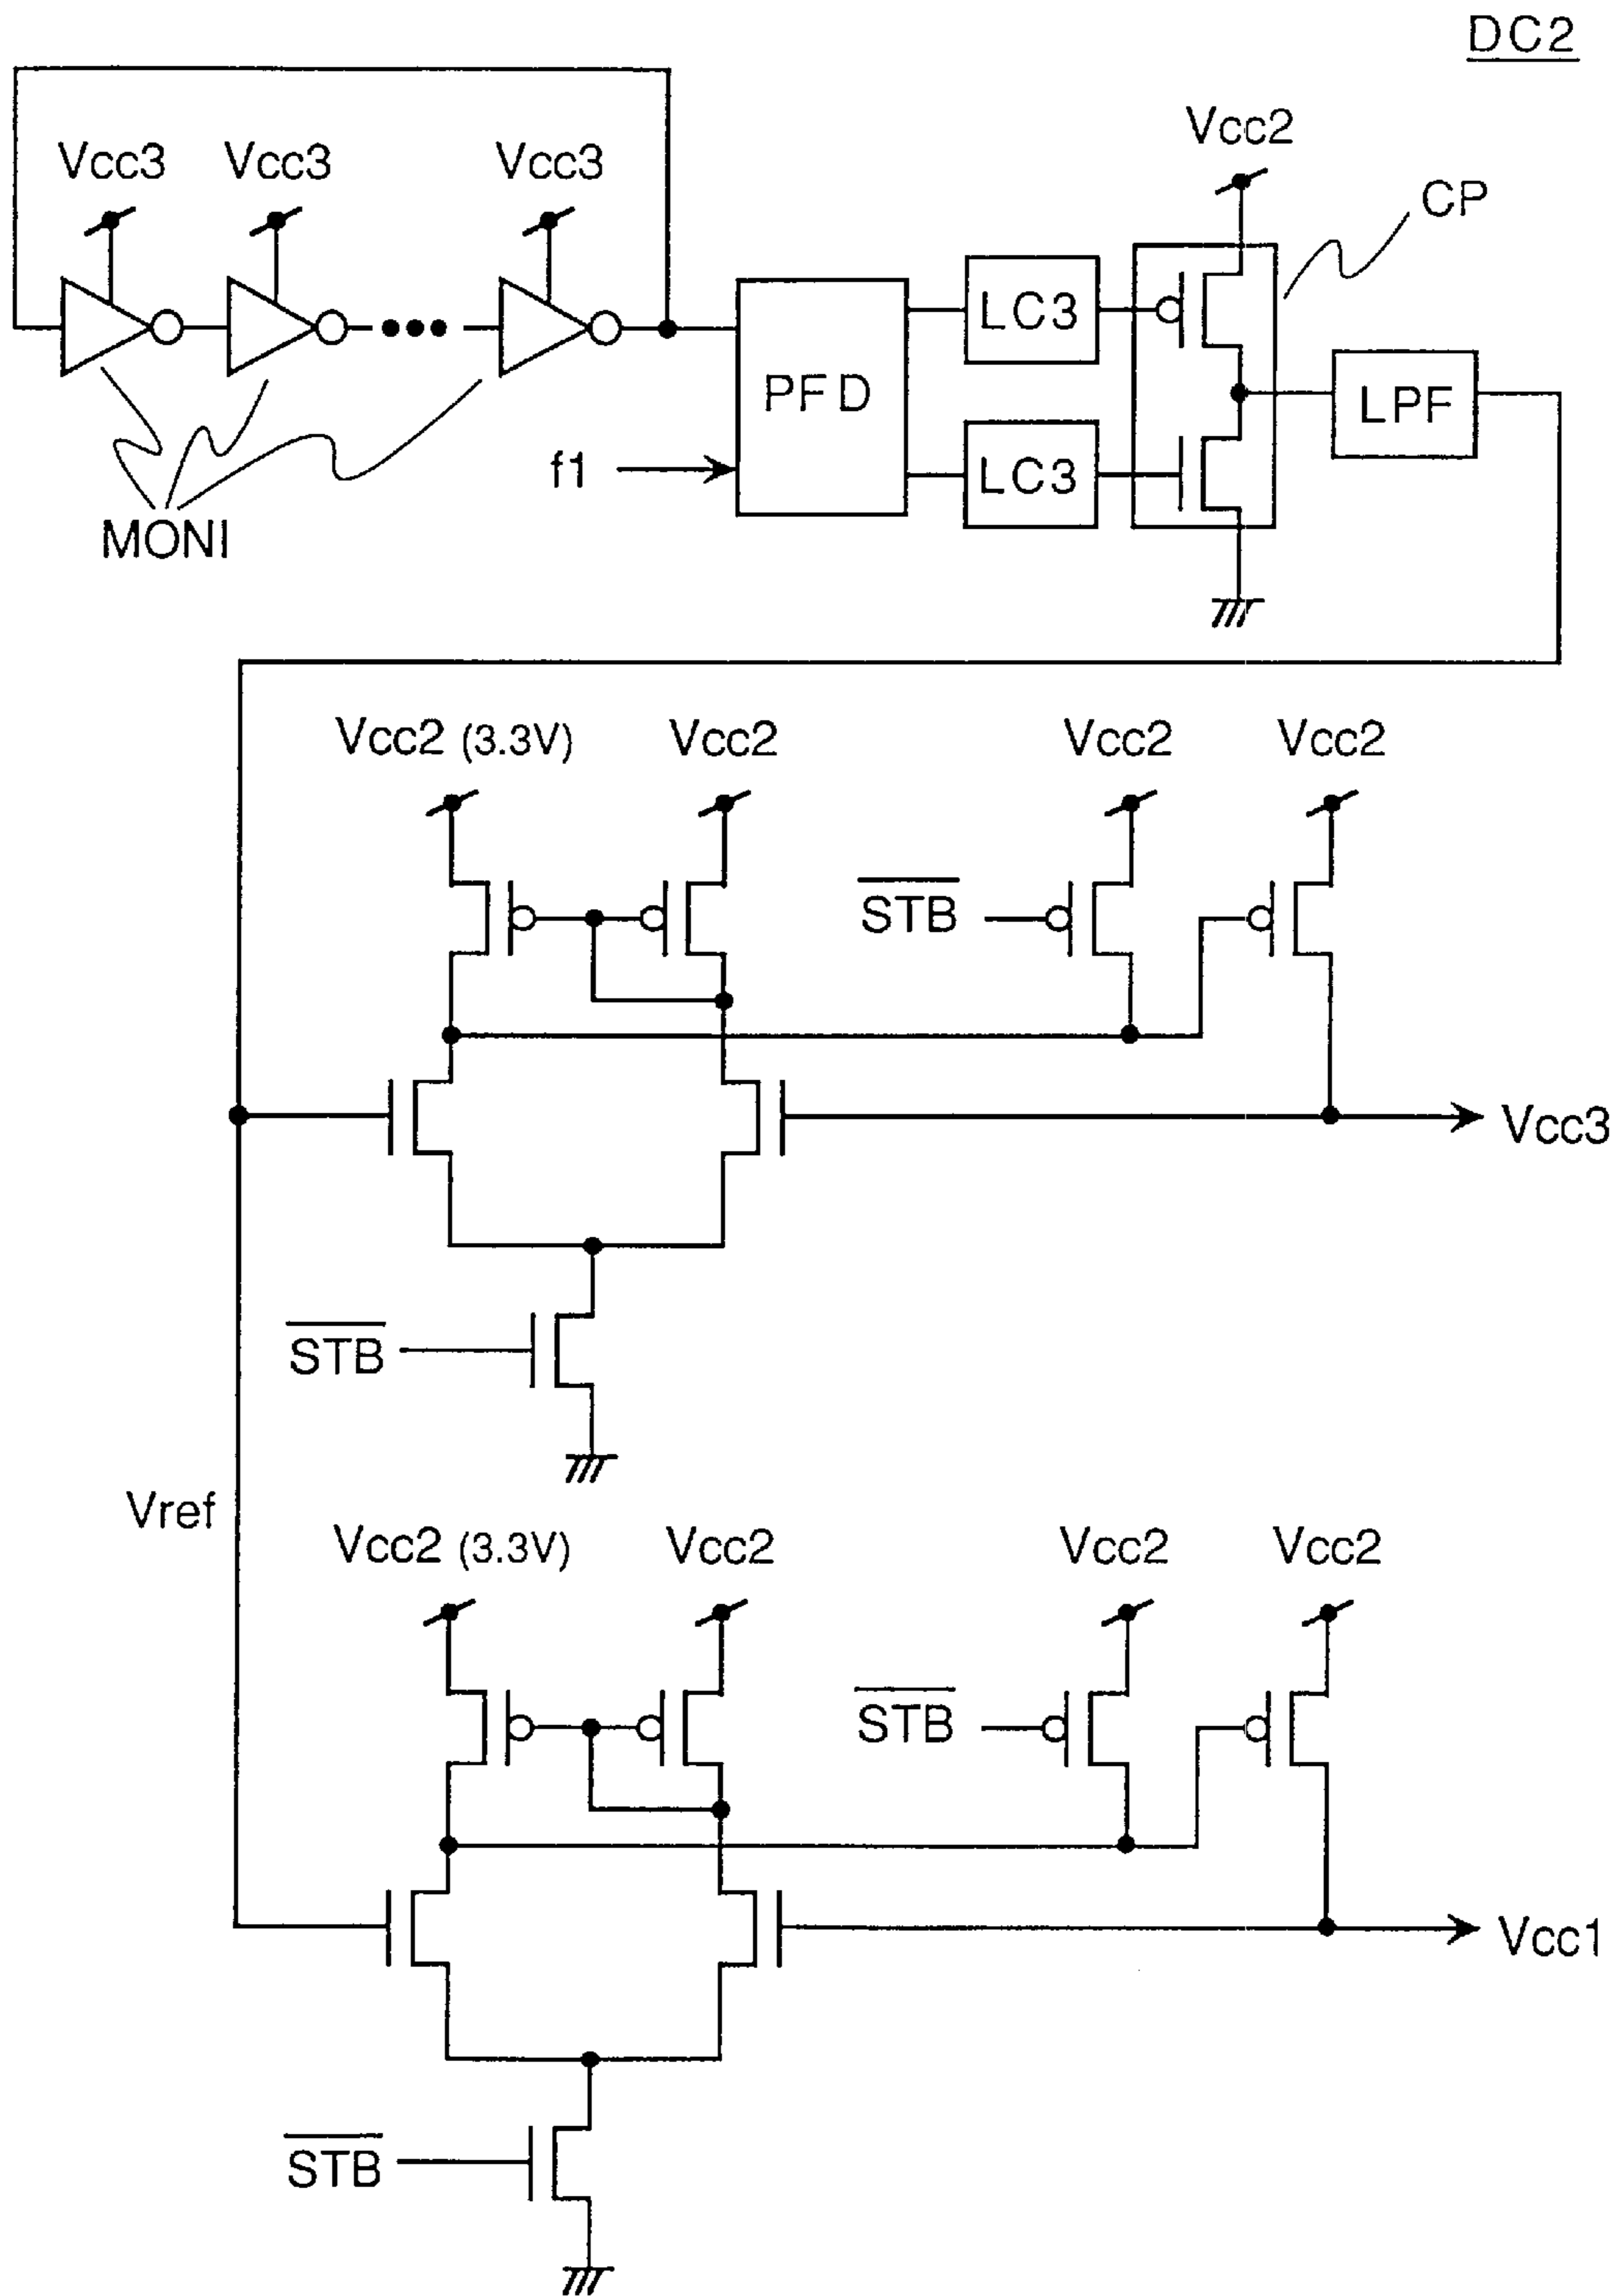 DC2
Vcc2
Vcc3 Vcc3 Vcc3
CP
LC3
PFD
LPF
f1
LC3
MONI
Vcc2 (3.3V) Vcc2 Vcc2 Vcc2
STB
Vcc3
STB
Vref
Vcc2 (3.3V) Vcc2 Vcc2 Vcc2
STB
Vcc1
STB